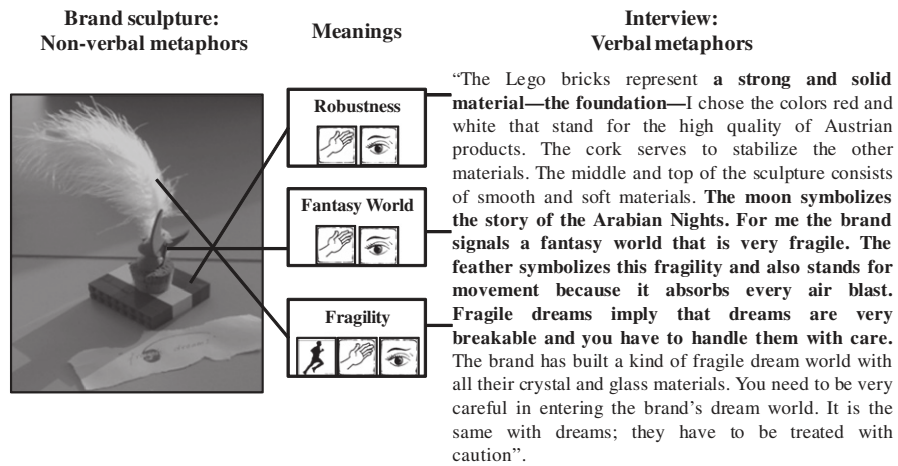 Brand sculpture:
Non-verbal metaphors
Meanings
Interview:
Verbal metaphors
Robustness
Fantasy World
Fragility
“The Lego bricks represent a strong and solid
material—the foundation—I chose the colors red and
white that stand for the high quality of Austrian
products. The cork serves to stabilize the other
materials. The middle and top of the sculpture consists
of smooth and soft materials. The moon symbolizes
the story of the Arabian Nights. For me the brand
signals a fantasy world that is very fragile. The
feather symbolizes this fragility and also stands for
movement because it absorbs every air blast.
Fragile dreams imply that dreams are very
breakable and you have to handle them with care.
The brand has built a kind of fragile dream world with
all their crystal and glass materials. You need to be very
careful in entering the brand’s dream world. It is the
same with dreams; they have to be treated with
caution”.